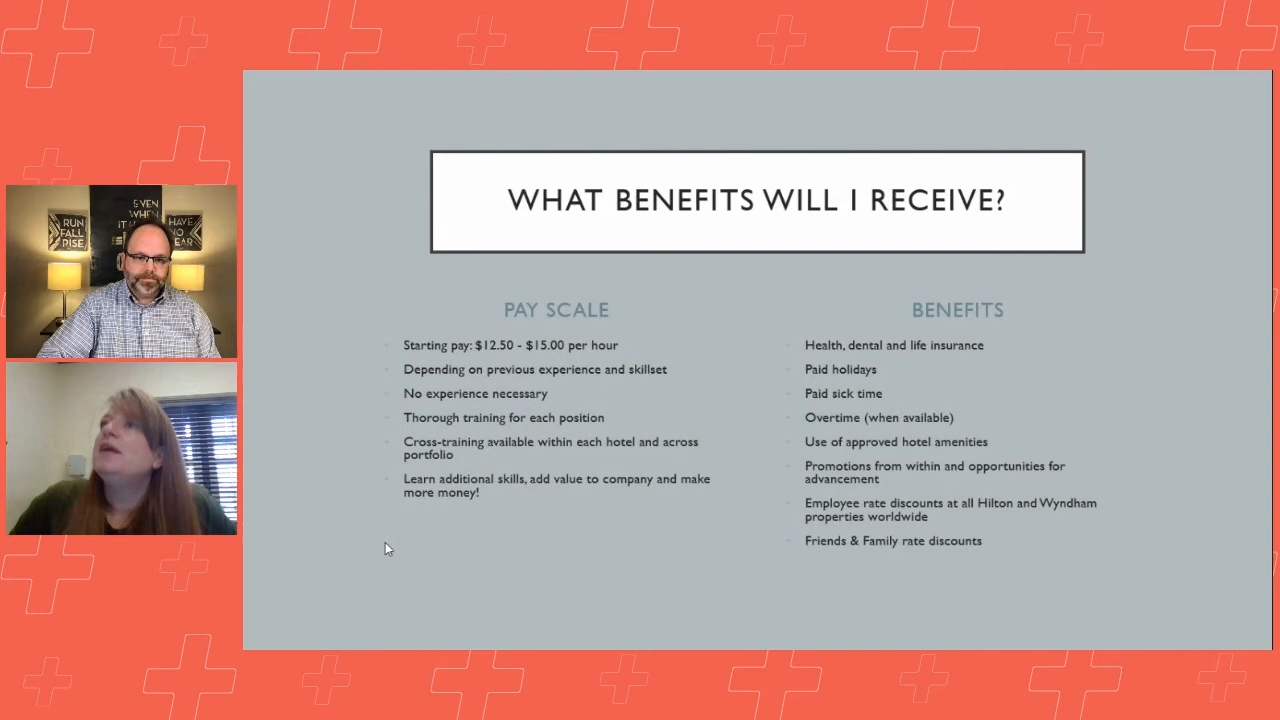 WHAT BENEFITS WILL I RECEIVE?
PAY SCALE
Starting pay: $12.50 - $15.00 per hour
Depending on previous experience and skillset
No experience necessary
Thorough training for each position
Cross-training available within each hotel and across
portfolio
Learn additional skills, add value to company and make
more money!
BENEFITS
Health, dental and life insurance
Paid holidays
Paid sick time
Overtime (when available)
Use of approved hotel amenities
Promotions from within and opportunities for
advancement
Employee rate discounts at all Hilton and Wyndham
properties worldwide
Friends & Family rate discounts
RUN
FALL
RISE
EVEN
WHEN
HAVE
NO